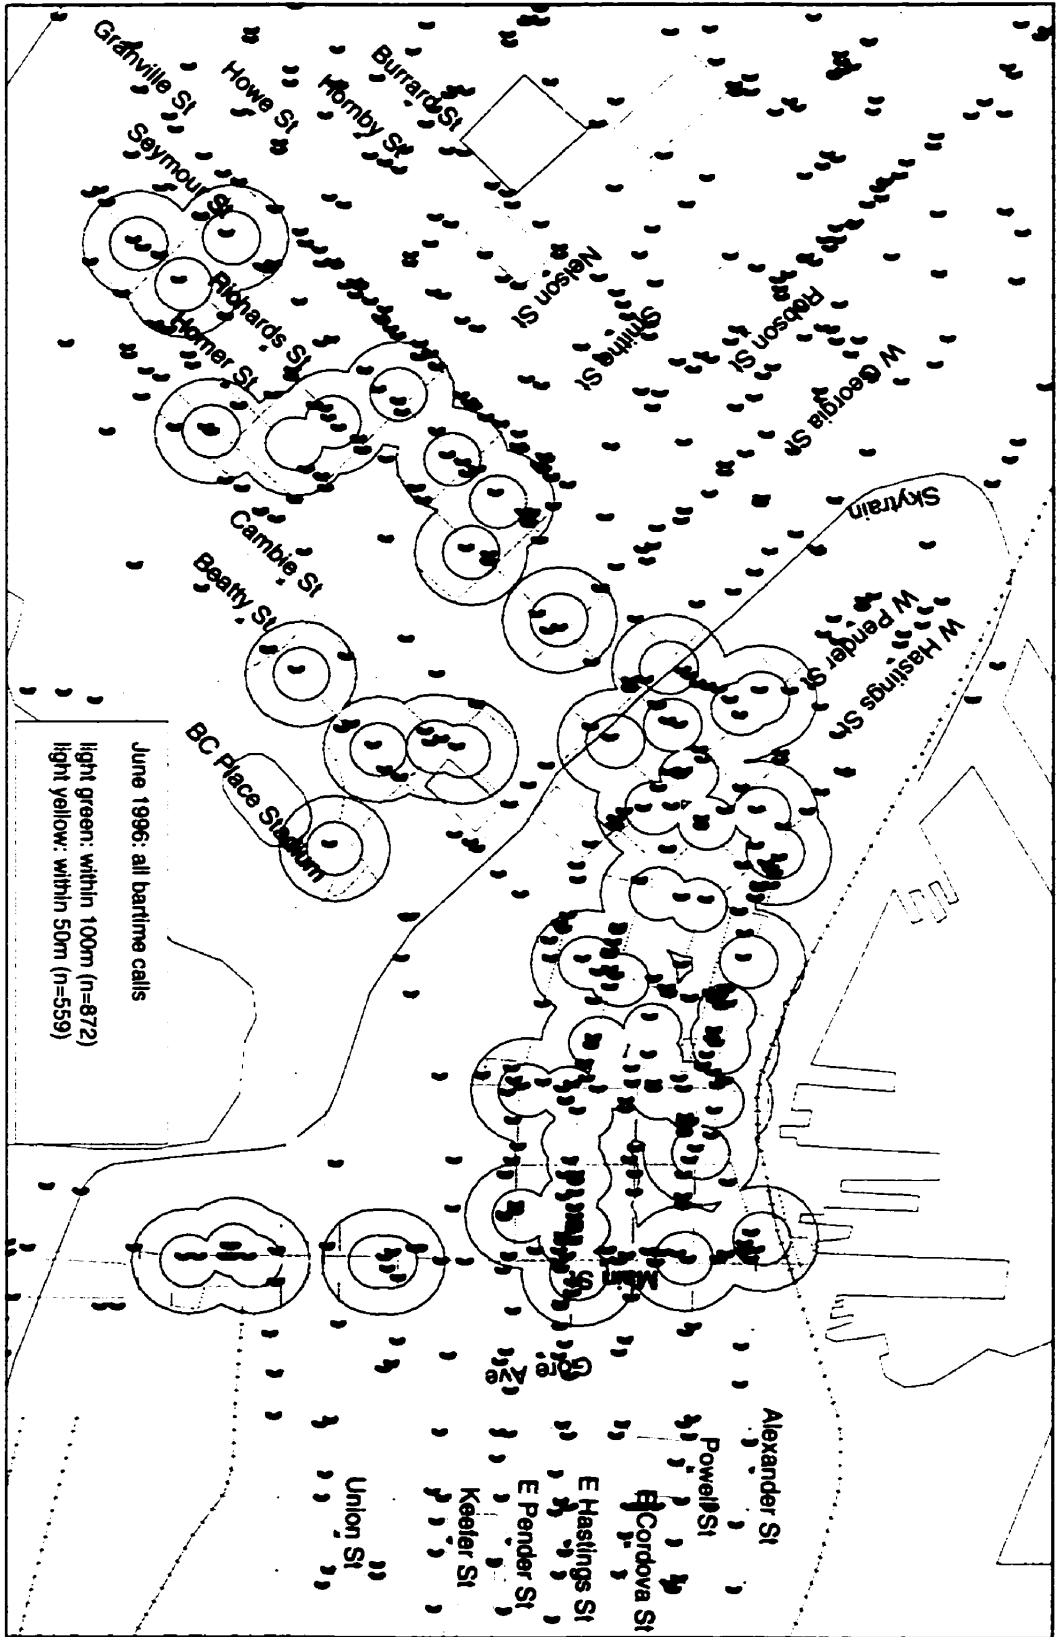 Granville St
Howe St
Hornby St
Burrard St
Seymour St
Richards St
Homer St
Nelson St
Smithe St
Robson St
W Georgia St
Skytrain
Cambie St
Beatty St
W Pender St
W Hastings St
BC Place Stadium
Main St
Gore Ave
Alexander St
Powell St
E Cordova St
E Hastings St
E Pender St
Keefer St
Union St
June 1996: all bartime calls
light green: within 100m (n=872)
light yellow: within 50m (n=559)